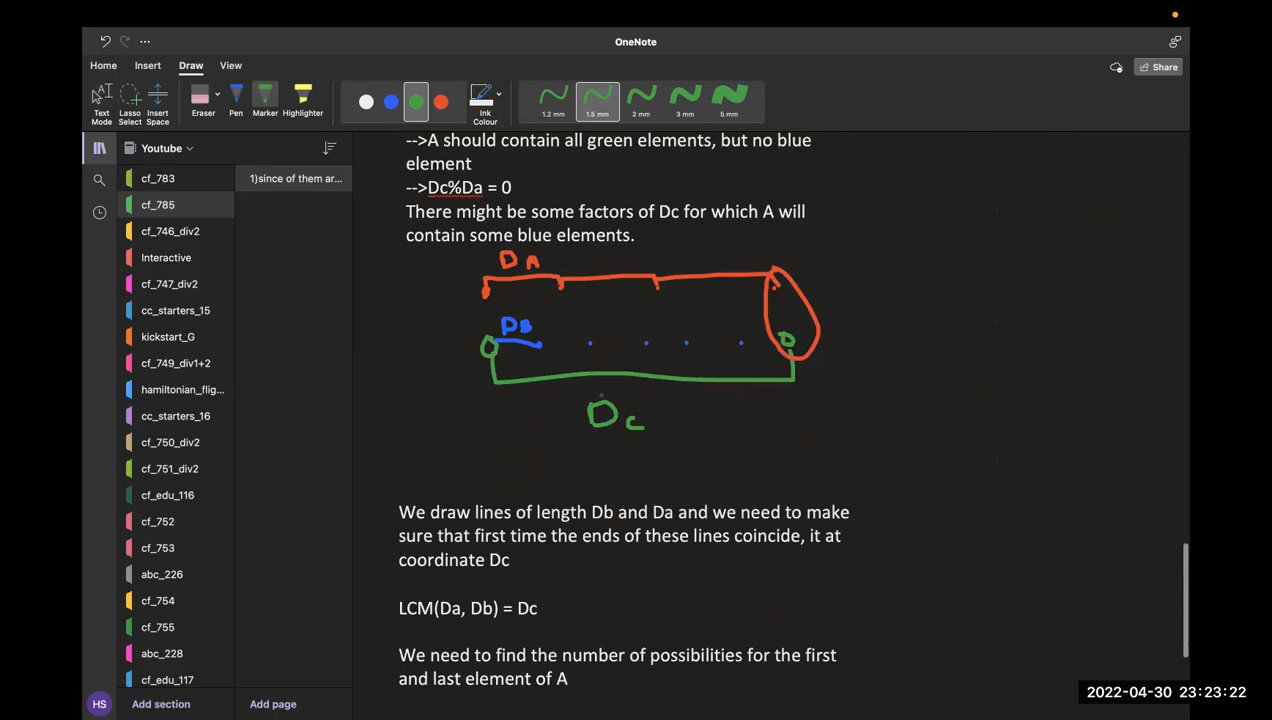 OneNote
Home Insert Draw View
Share
Text Mode
Lasso Select
Insert Space
Eraser
Pen
Marker
Highlighter
Ink Colour
1.2 mm
1.5 mm
2 mm
3 mm
5 mm
Youtube
cf_783
cf_785
cf_746_div2
Interactive
cf_747_div2
cc_starters_15
kickstart_G
cf_749_div1+2
hamiltonian_flig...
cc_starters_16
cf_750_div2
cf_751_div2
cf_edu_116
cf_752
cf_753
abc_226
cf_754
cf_755
abc_228
cf_edu_117
HS
Add section
Add page
1)since of them ar...
-->A should contain all green elements, but no blue
element
-->Dc%Da = 0
There might be some factors of Dc for which A will
contain some blue elements.
DA
DB
Dc
We draw lines of length Db and Da and we need to make
sure that first time the ends of these lines coincide, it at
coordinate Dc
LCM(Da, Db) = Dc
We need to find the number of possibilities for the first
and last element of A
2022-04-30 23:23:22